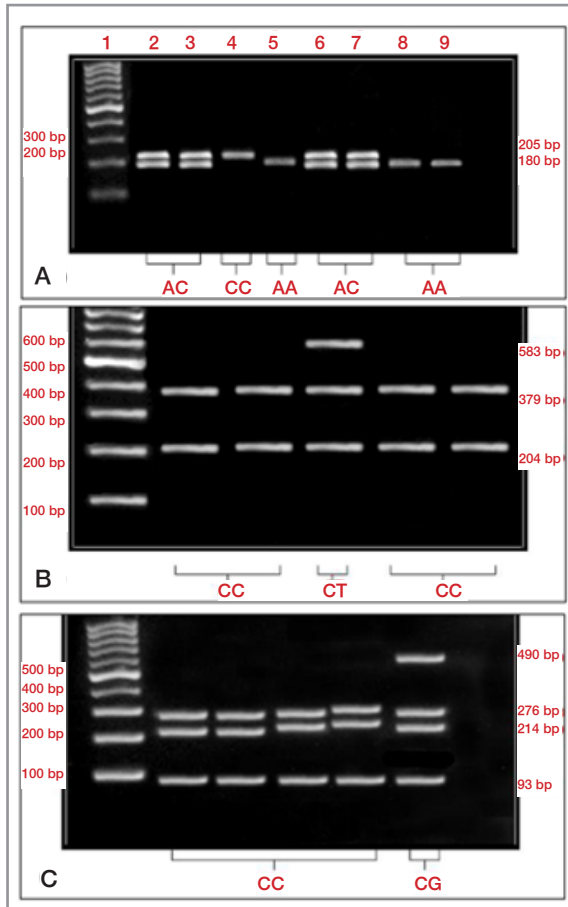 1 2 3 4 5 6 7 8 9
300 bp
200 bp
205 bp
180 bp
A
AC CC AA AC AA
600 bp
500 bp
400 bp
300 bp
200 bp
100 bp
583 bp
379 bp
204 bp
B
CC CT CC
500 bp
400 bp
300 bp
200 bp
100 bp
490 bp
276 bp
214 bp
93 bp
C
CC CG